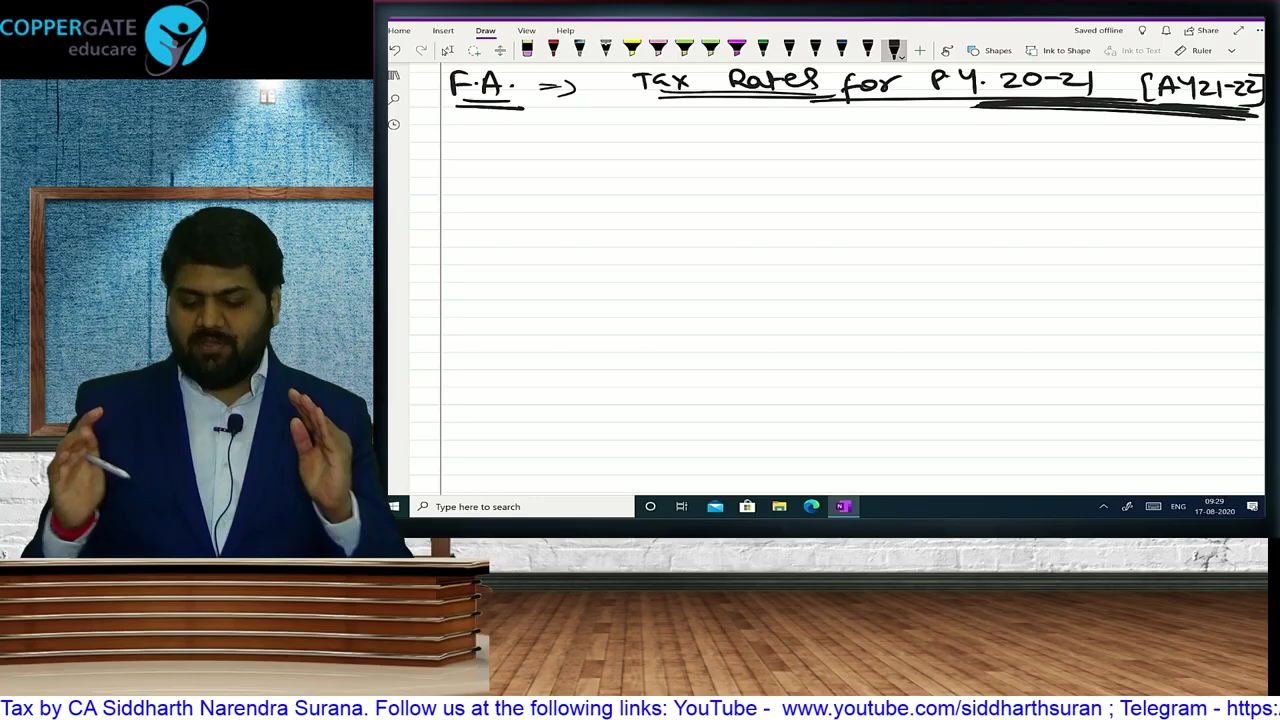 COPPERGATE
educare
Home Insert Draw View Help
Saved offline Share
Shapes Ink to Shape Ink to Text Ruler
F.A. => Tax Rates for P.Y. 20-21 [AY21-22]
Type here to search
ENG
09:29
17-08-2020
Tax by CA Siddharth Narendra Surana. Follow us at the following links: YouTube - www.youtube.com/siddharthsuran ; Telegram - https: